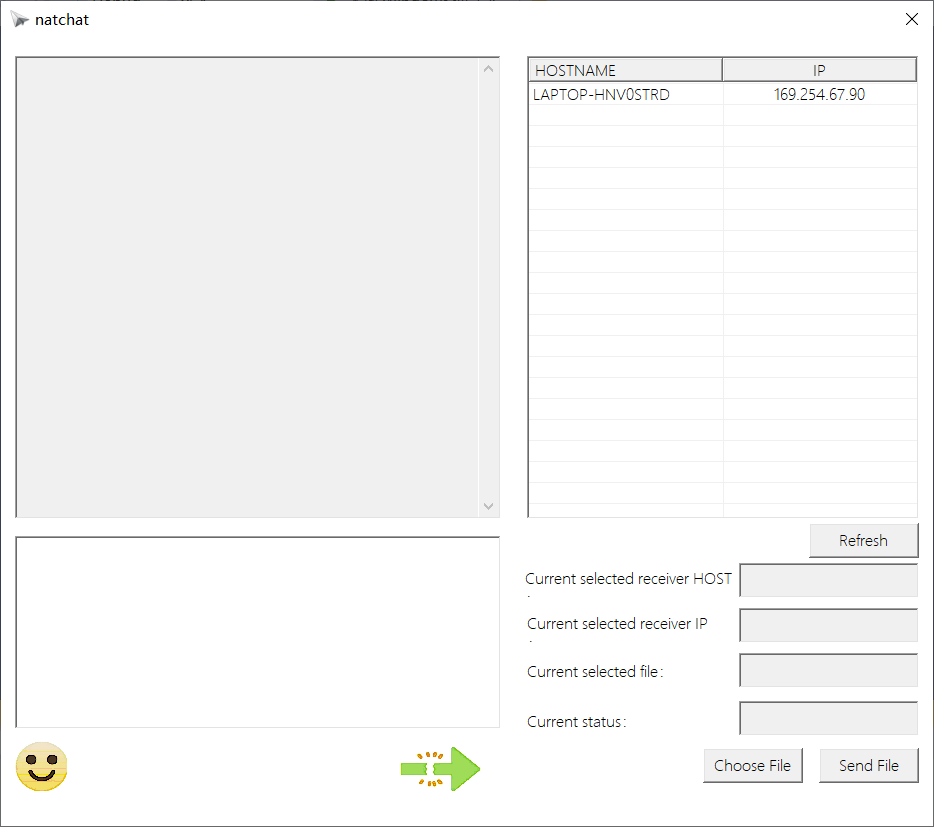 natchat
HOSTNAME IP
LAPTOP-HNV0STRD 169.254.67.90
Refresh
Current selected receiver HOST
Current selected receiver IP
Current selected file:
Current status:
Choose File Send File